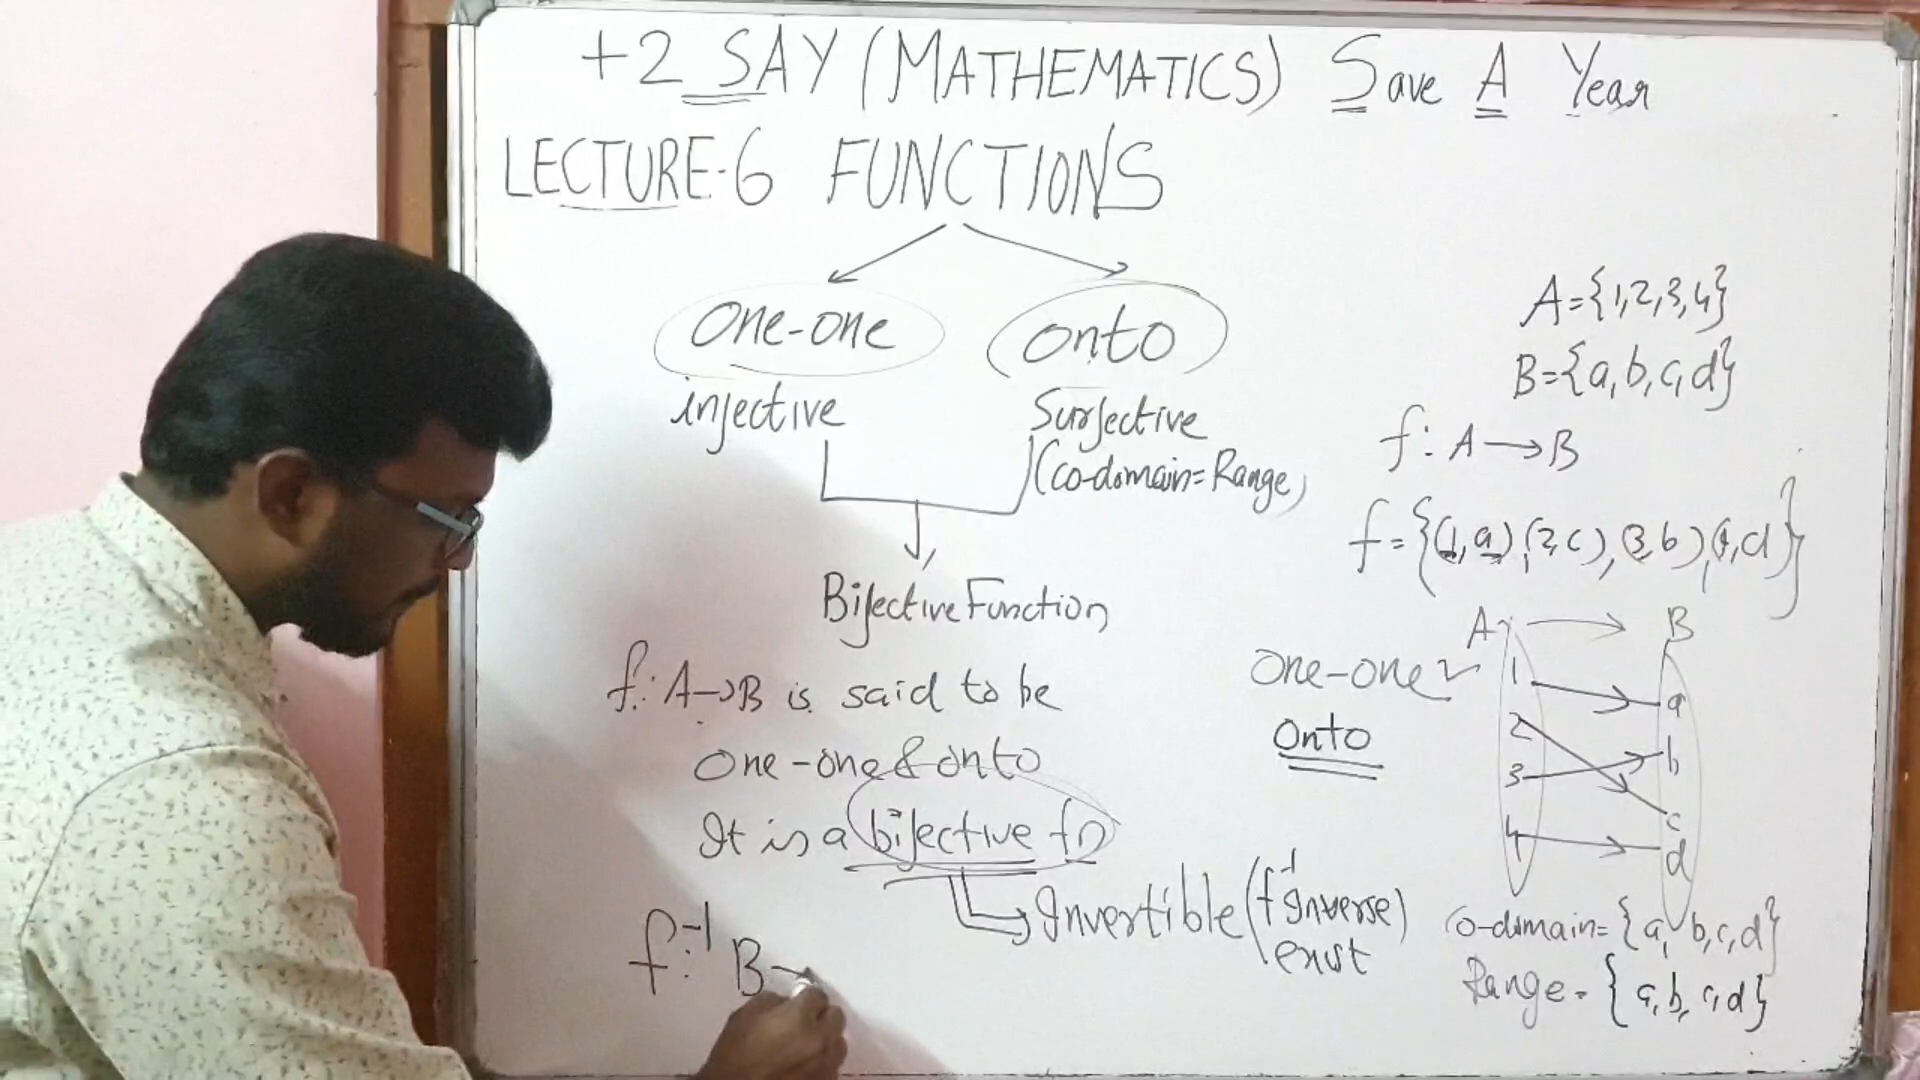 +2 SAY (MATHEMATICS) Save A Year
LECTURE-6 FUNCTIONS
One-one
onto
injective
Surjective
(co-domain=Range)
Bijective Function
f: A→B is said to be
One-one & onto
It is a bijective fn
Invertible (f⁻¹ Inverse)
exist
f⁻¹: B→
A={1,2,3,4}
B={a,b,c,d}
f: A→B
f={(1,a),(2,c),(3,b),(4,d)}
A → B
One-one ✓
Onto
1
2
3
4
a
b
c
d
Co-domain={a,b,c,d}
Range={a,b,c,d}